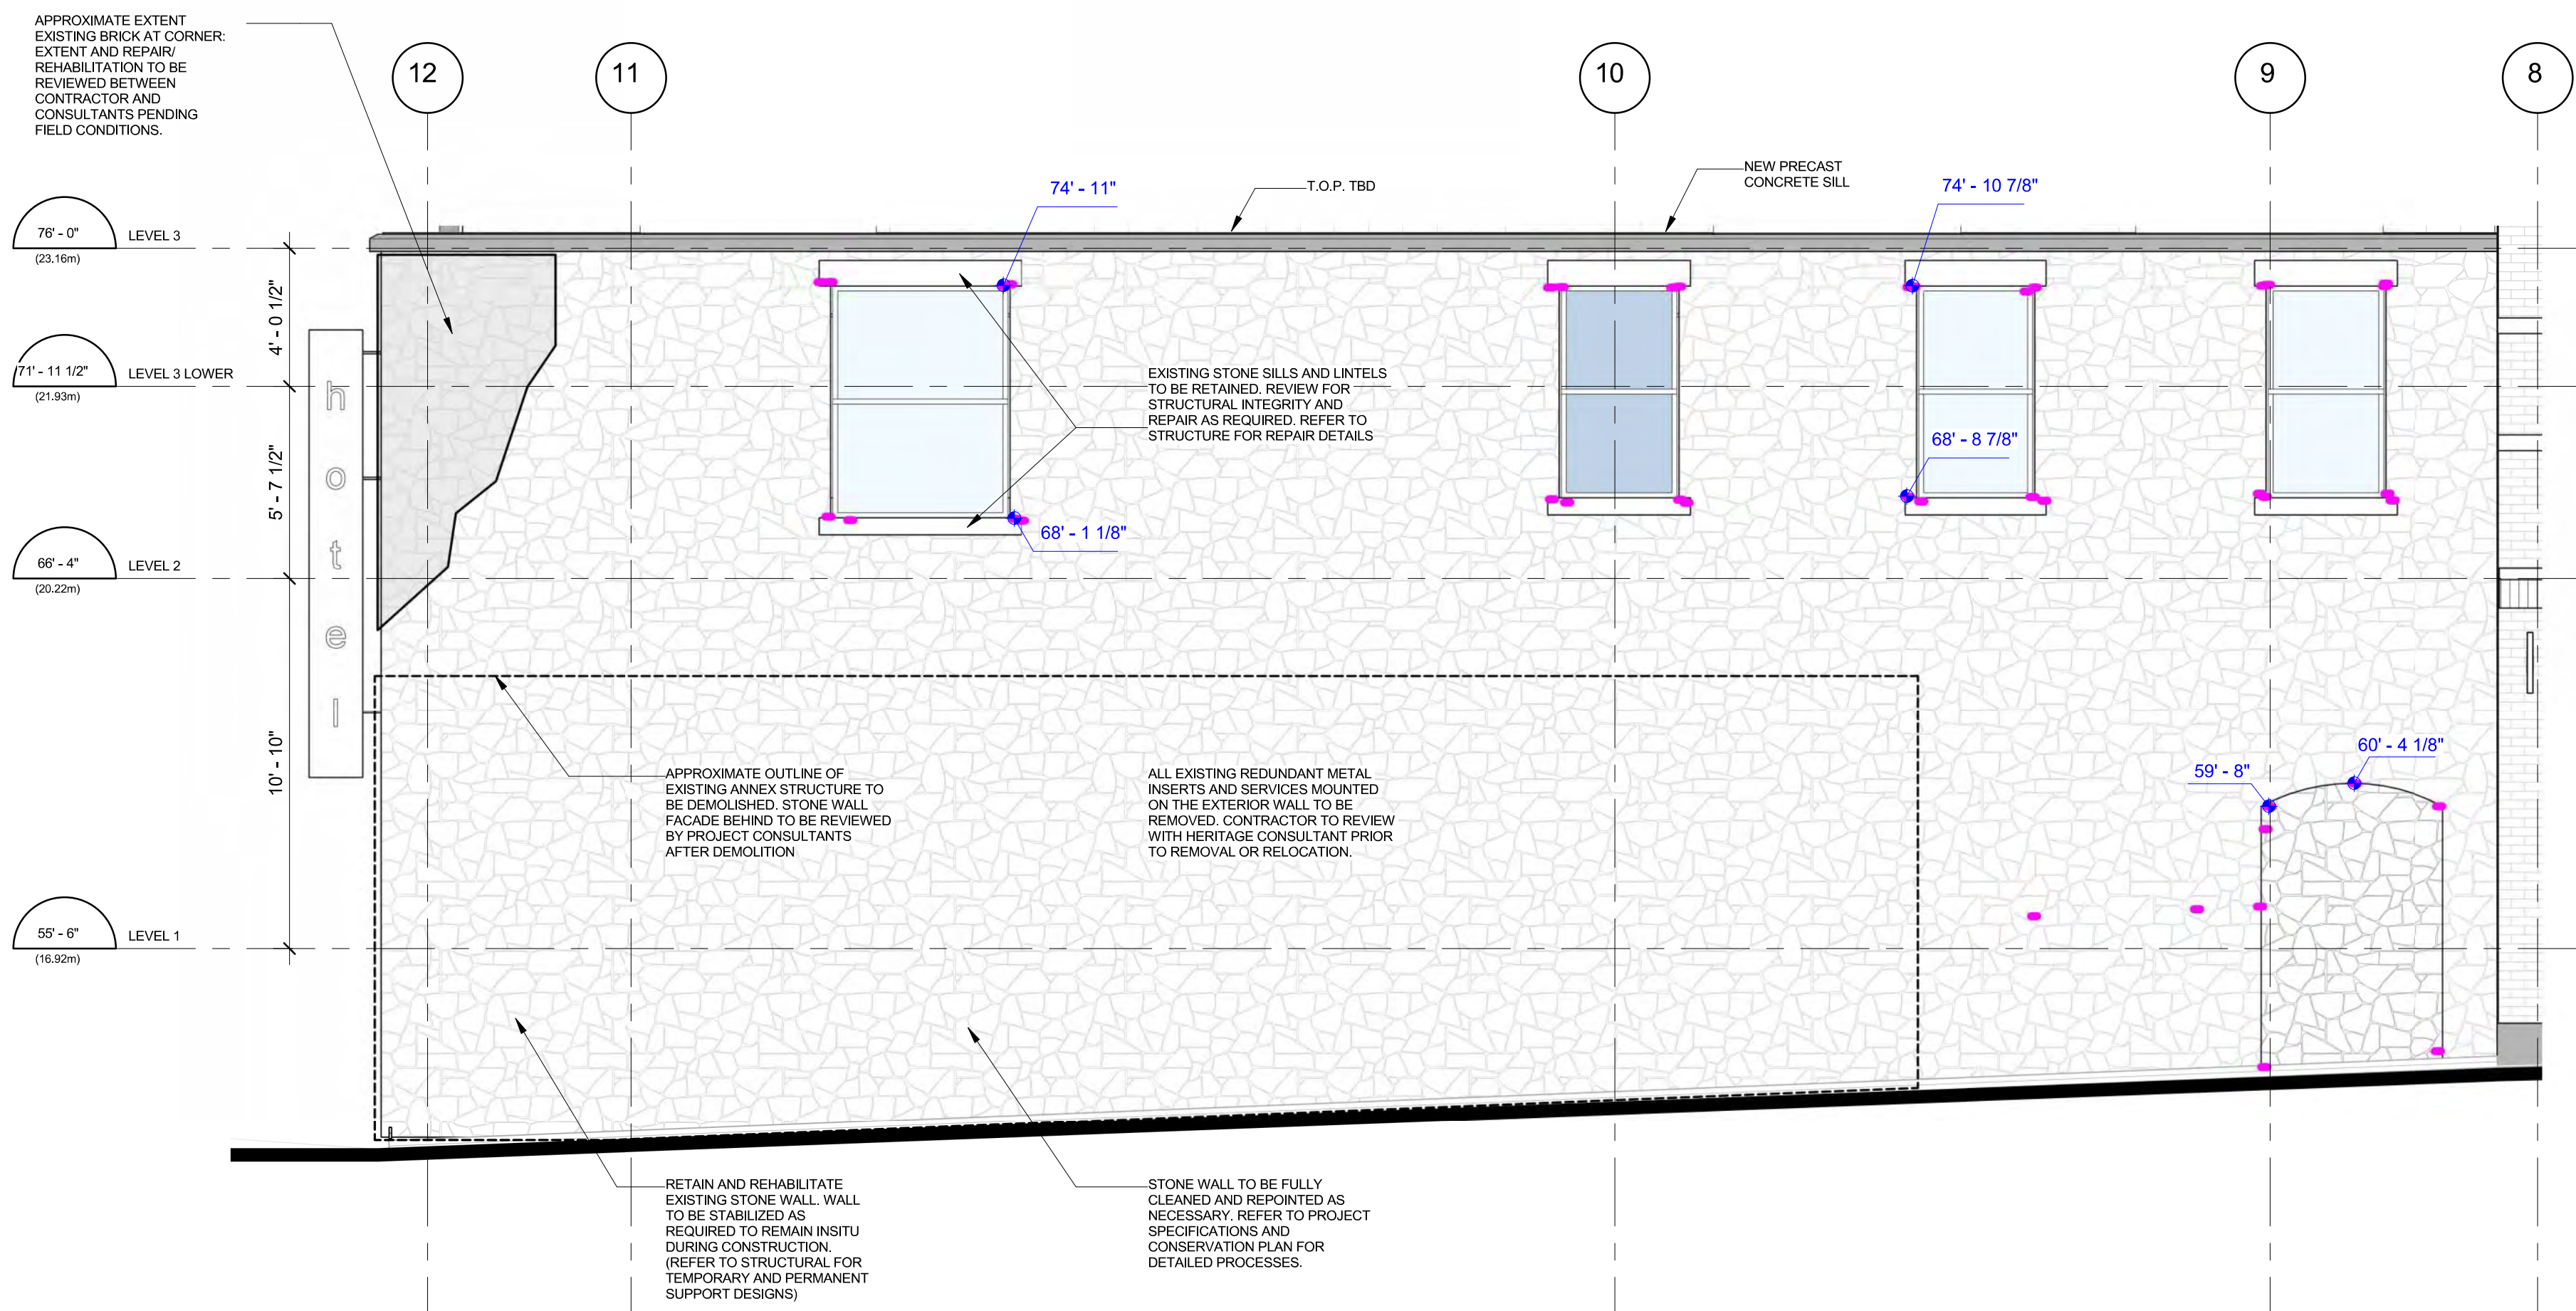 APPROXIMATE EXTENT
EXISTING BRICK AT CORNER:
EXTENT AND REPAIR/
REHABILITATION TO BE
REVIEWED BETWEEN
CONTRACTOR AND
CONSULTANTS PENDING
FIELD CONDITIONS.
12
11
10
9
8
74' - 11"
T.O.P. TBD
NEW PRECAST
CONCRETE SILL
74' - 10 7/8"
76' - 0"
LEVEL 3
(23.16m)
4' - 0 1/2"
71' - 11 1/2"
LEVEL 3 LOWER
(21.93m)
5' - 7 1/2"
66' - 4"
LEVEL 2
(20.22m)
10' - 10"
55' - 6"
LEVEL 1
(16.92m)
h
o
t
e
l
EXISTING STONE SILLS AND LINTELS
TO BE RETAINED. REVIEW FOR
STRUCTURAL INTEGRITY AND
REPAIR AS REQUIRED. REFER TO
STRUCTURE FOR REPAIR DETAILS
68' - 1 1/8"
68' - 8 7/8"
APPROXIMATE OUTLINE OF
EXISTING ANNEX STRUCTURE TO
BE DEMOLISHED. STONE WALL
FACADE BEHIND TO BE REVIEWED
BY PROJECT CONSULTANTS
AFTER DEMOLITION
ALL EXISTING REDUNDANT METAL
INSERTS AND SERVICES MOUNTED
ON THE EXTERIOR WALL TO BE
REMOVED. CONTRACTOR TO REVIEW
WITH HERITAGE CONSULTANT PRIOR
TO REMOVAL OR RELOCATION.
59' - 8"
60' - 4 1/8"
RETAIN AND REHABILITATE
EXISTING STONE WALL. WALL
TO BE STABILIZED AS
REQUIRED TO REMAIN INSITU
DURING CONSTRUCTION.
(REFER TO STRUCTURAL FOR
TEMPORARY AND PERMANENT
SUPPORT DESIGNS)
STONE WALL TO BE FULLY
CLEANED AND REPOINTED AS
NECESSARY. REFER TO PROJECT
SPECIFICATIONS AND
CONSERVATION PLAN FOR
DETAILED PROCESSES.